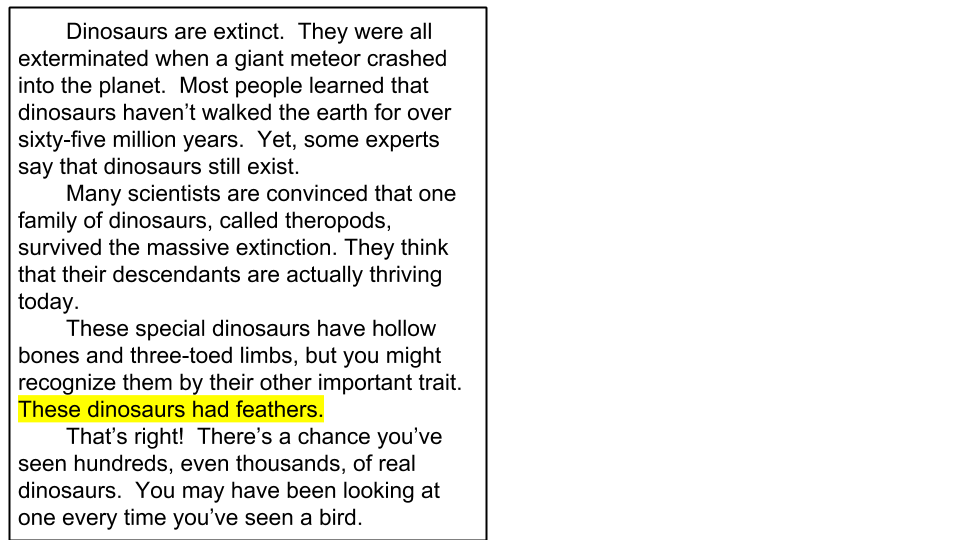 Dinosaurs are extinct.  They were all
exterminated when a giant meteor crashed
into the planet.  Most people learned that
dinosaurs haven’t walked the earth for over
sixty-five million years.  Yet, some experts
say that dinosaurs still exist.
Many scientists are convinced that one
family of dinosaurs, called theropods,
survived the massive extinction. They think
that their descendants are actually thriving
today.
These special dinosaurs have hollow
bones and three-toed limbs, but you might
recognize them by their other important trait.
These dinosaurs had feathers.
That’s right!  There’s a chance you’ve
seen hundreds, even thousands, of real
dinosaurs.  You may have been looking at
one every time you’ve seen a bird.